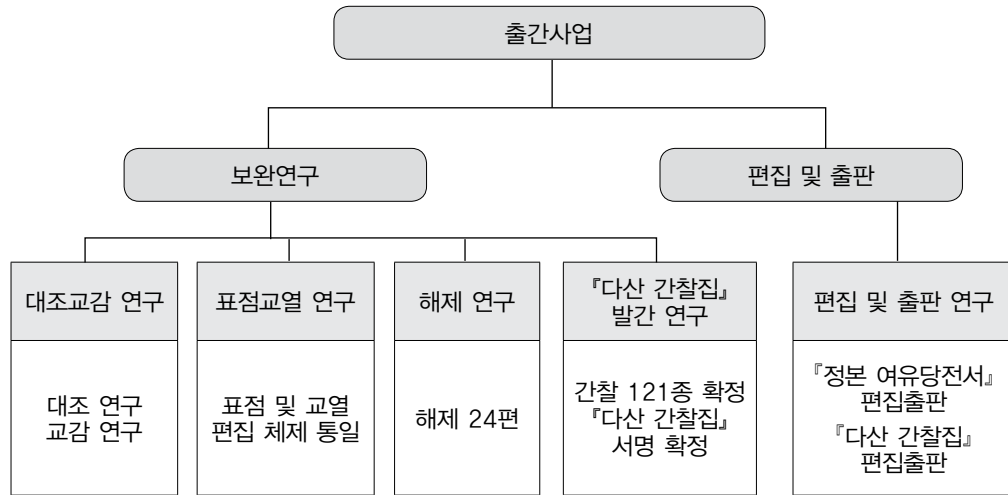 출간사업
보완연구
편집 및 출판
대조교감 연구
표점교열 연구
해제 연구
『다산 간찰집』
발간 연구
편집 및 출판 연구
대조 연구
교감 연구
표점 및 교열
편집 체제 통일
해제 24편
간찰 121종 확정
『다산 간찰집』
서명 확정
『정본 여유당전서』
편집출판
『다산 간찰집』
편집출판